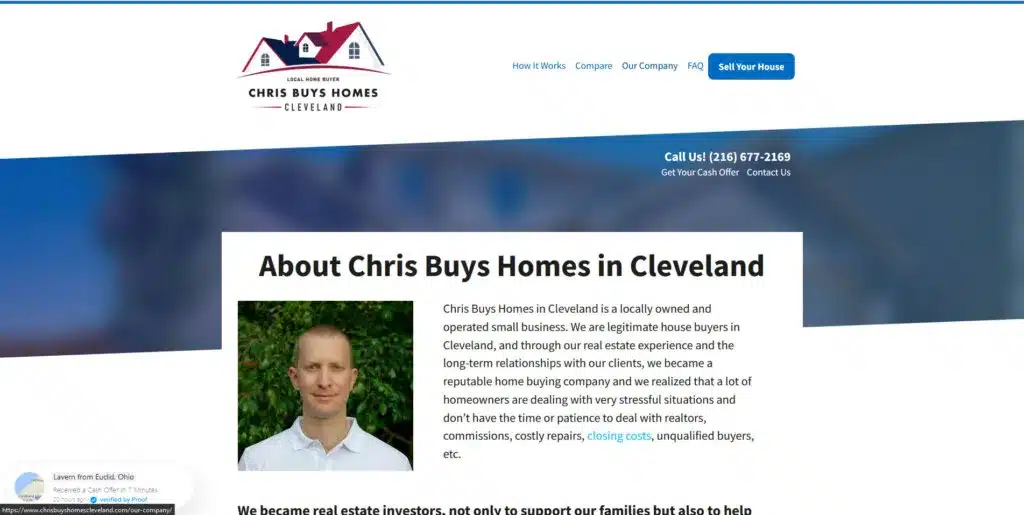 LOCAL HOME BUYER
CHRIS BUYS HOMES
CLEVELAND
How It Works Compare Our Company FAQ Sell Your House
Call Us! (216) 677-2169
Get Your Cash Offer Contact Us
About Chris Buys Homes in Cleveland
Chris Buys Homes in Cleveland is a locally owned and
operated small business. We are legitimate house buyers in
Cleveland, and through our real estate experience and the
long-term relationships with our clients, we became a
reputable home buying company and we realized that a lot of
homeowners are dealing with very stressful situations and
don’t have the time or patience to deal with realtors,
commissions, costly repairs, closing costs, unqualified buyers,
etc.
We became real estate investors, not only to support our families but also to help
Lavern from Euclid, Ohio
Received a Cash Offer in 7 Minutes
20 hours ago verified by Proof
https://www.chrisbuyshomescleveland.com/our-company/